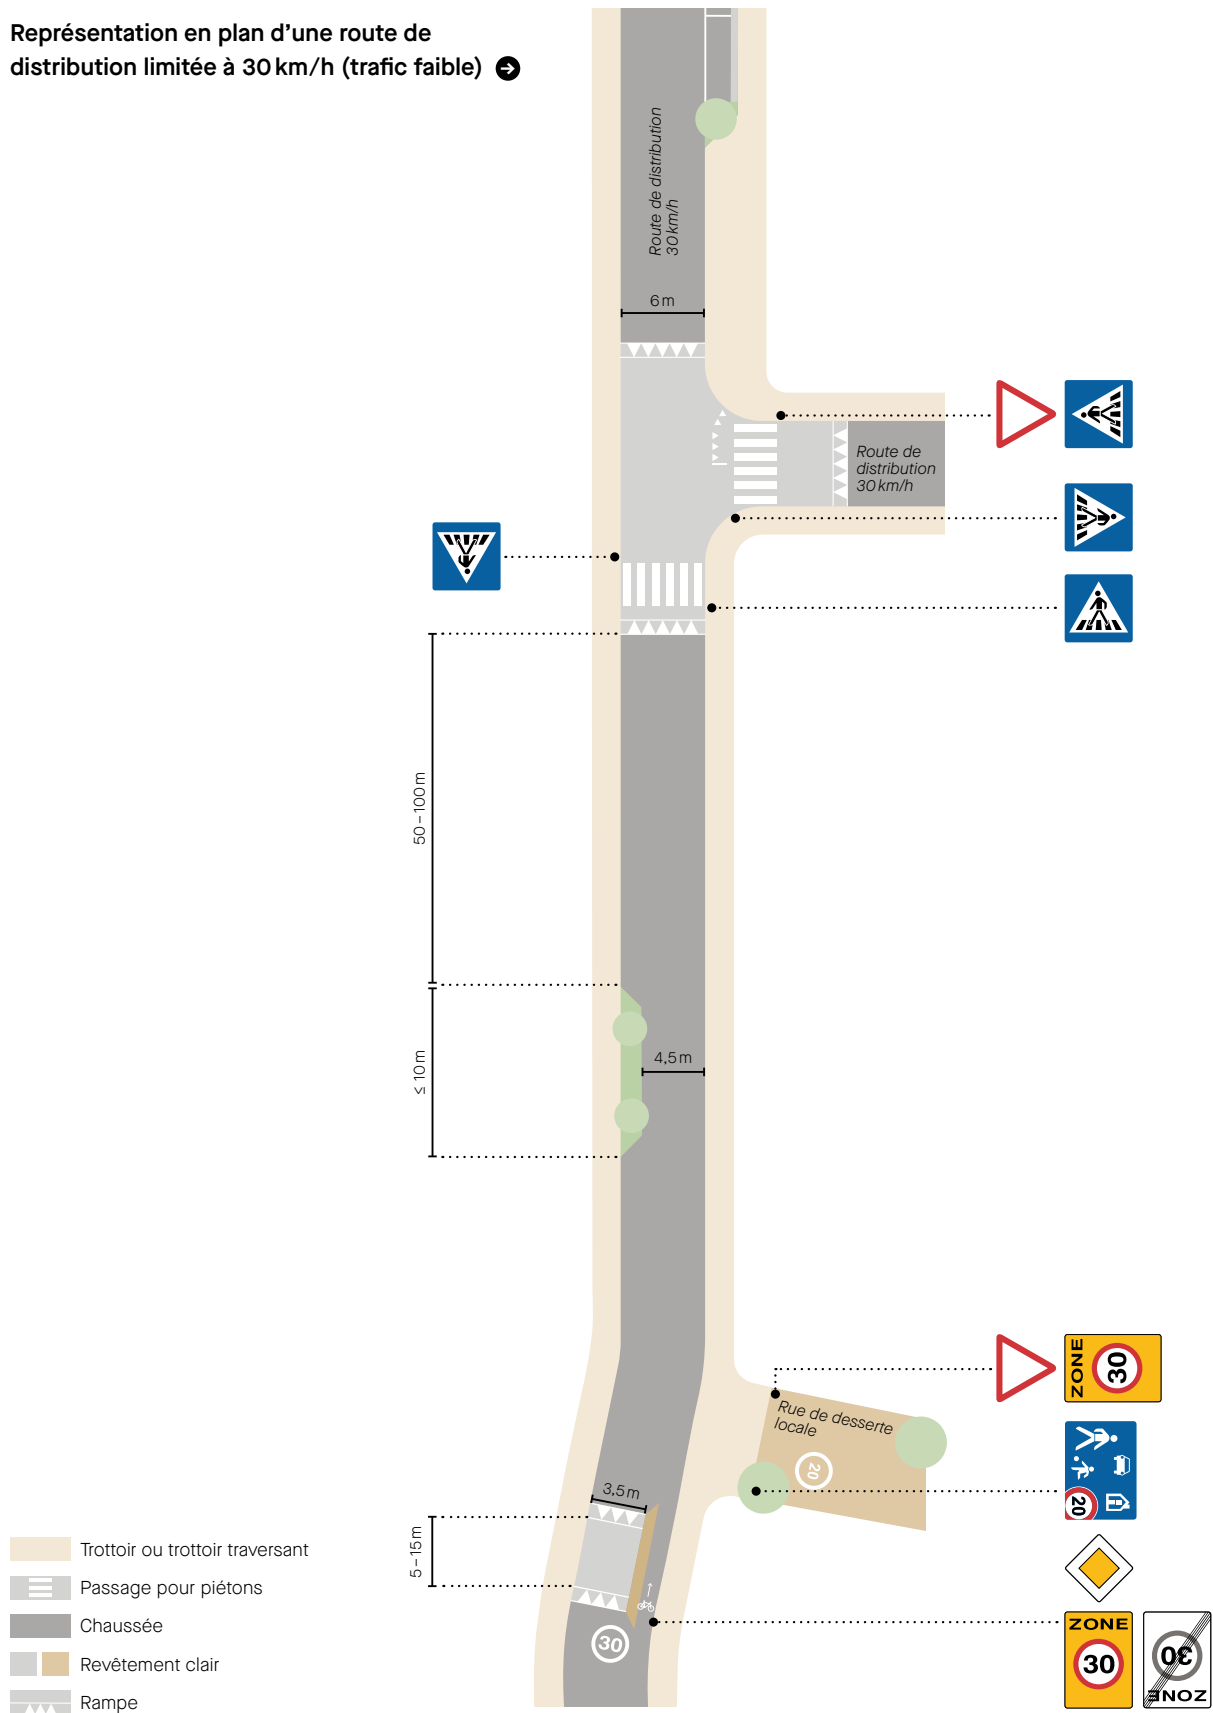 Représentation en plan d'une route de
distribution limitée à 30 km/h (trafic faible)
Route de distribution
30 km/h
6 m
Route de
distribution
30 km/h
50 – 100 m
≤ 10 m
4,5 m
ZONE
30
Rue de desserte
locale
20
20
3,5 m
5 – 15 m
30
ZONE
30
ZONE
30
Trottoir ou trottoir traversant
Passage pour piétons
Chaussée
Revêtement clair
Rampe